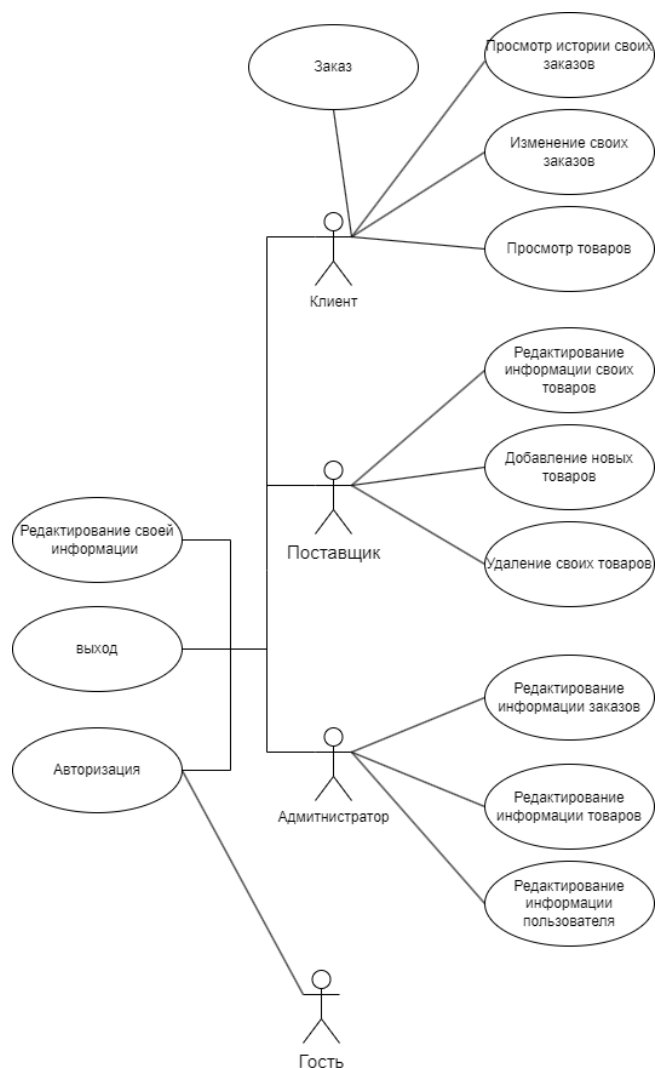 Заказ
Просмотр истории своих
заказов
Изменение своих
заказов
Просмотр товаров
Клиент
Редактирование
информации своих
товаров
Добавление новых
товаров
Удаление своих товаров
Поставщик
Редактирование своей
информации
выход
Авторизация
Редактирование
информации заказов
Редактирование
информации товаров
Редактирование
информации
пользователя
Адмитнистратор
Гость